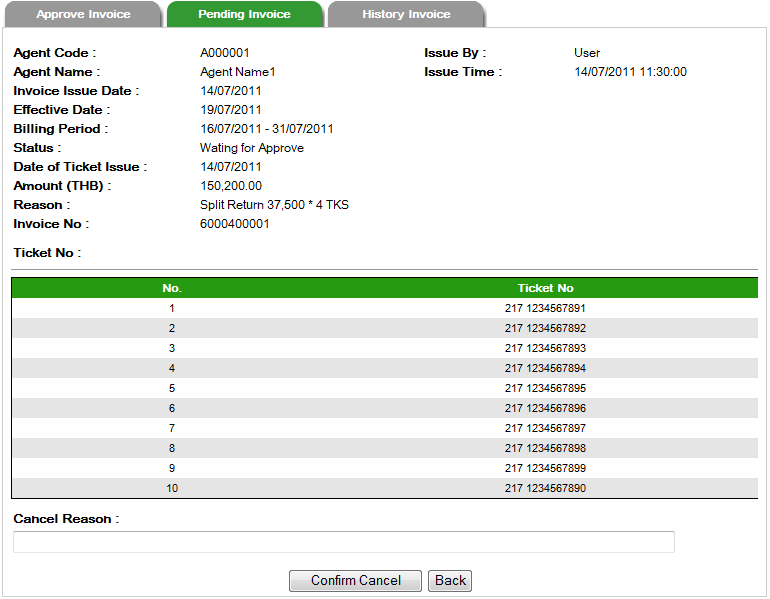 Approve Invoice Pending Invoice History Invoice
Agent Code : A000001 Issue By : User
Agent Name : Agent Name1 Issue Time : 14/07/2011 11:30:00
Invoice Issue Date : 14/07/2011
Effective Date : 19/07/2011
Billing Period : 16/07/2011 - 31/07/2011
Status : Wating for Approve
Date of Ticket Issue : 14/07/2011
Amount (THB) : 150,200.00
Reason : Split Return 37,500 * 4 TKS
Invoice No : 6000400001
Ticket No :
No. Ticket No
1 217 1234567891
2 217 1234567892
3 217 1234567893
4 217 1234567894
5 217 1234567895
6 217 1234567896
7 217 1234567897
8 217 1234567898
9 217 1234567899
10 217 1234567890
Cancel Reason :
Confirm Cancel Back